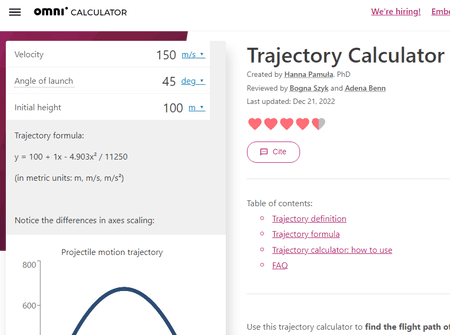 omni CALCULATOR
We're hiring!
Velocity
150 m/s
Angle of launch
45 deg
Initial height
100 m
Trajectory formula:
y = 100 + 1x - 4.903x² / 11250
(in metric units: m, m/s, m/s²)
Notice the differences in axes scaling:
Projectile motion trajectory
800
600
Trajectory Calculator
Created by Hanna Pamuła, PhD
Reviewed by Bogna Szyk and Adena Benn
Last updated: Dec 21, 2022
Cite
Table of contents:
Trajectory definition
Trajectory formula
Trajectory calculator: how to use
FAQ
Use this trajectory calculator to find the flight path of